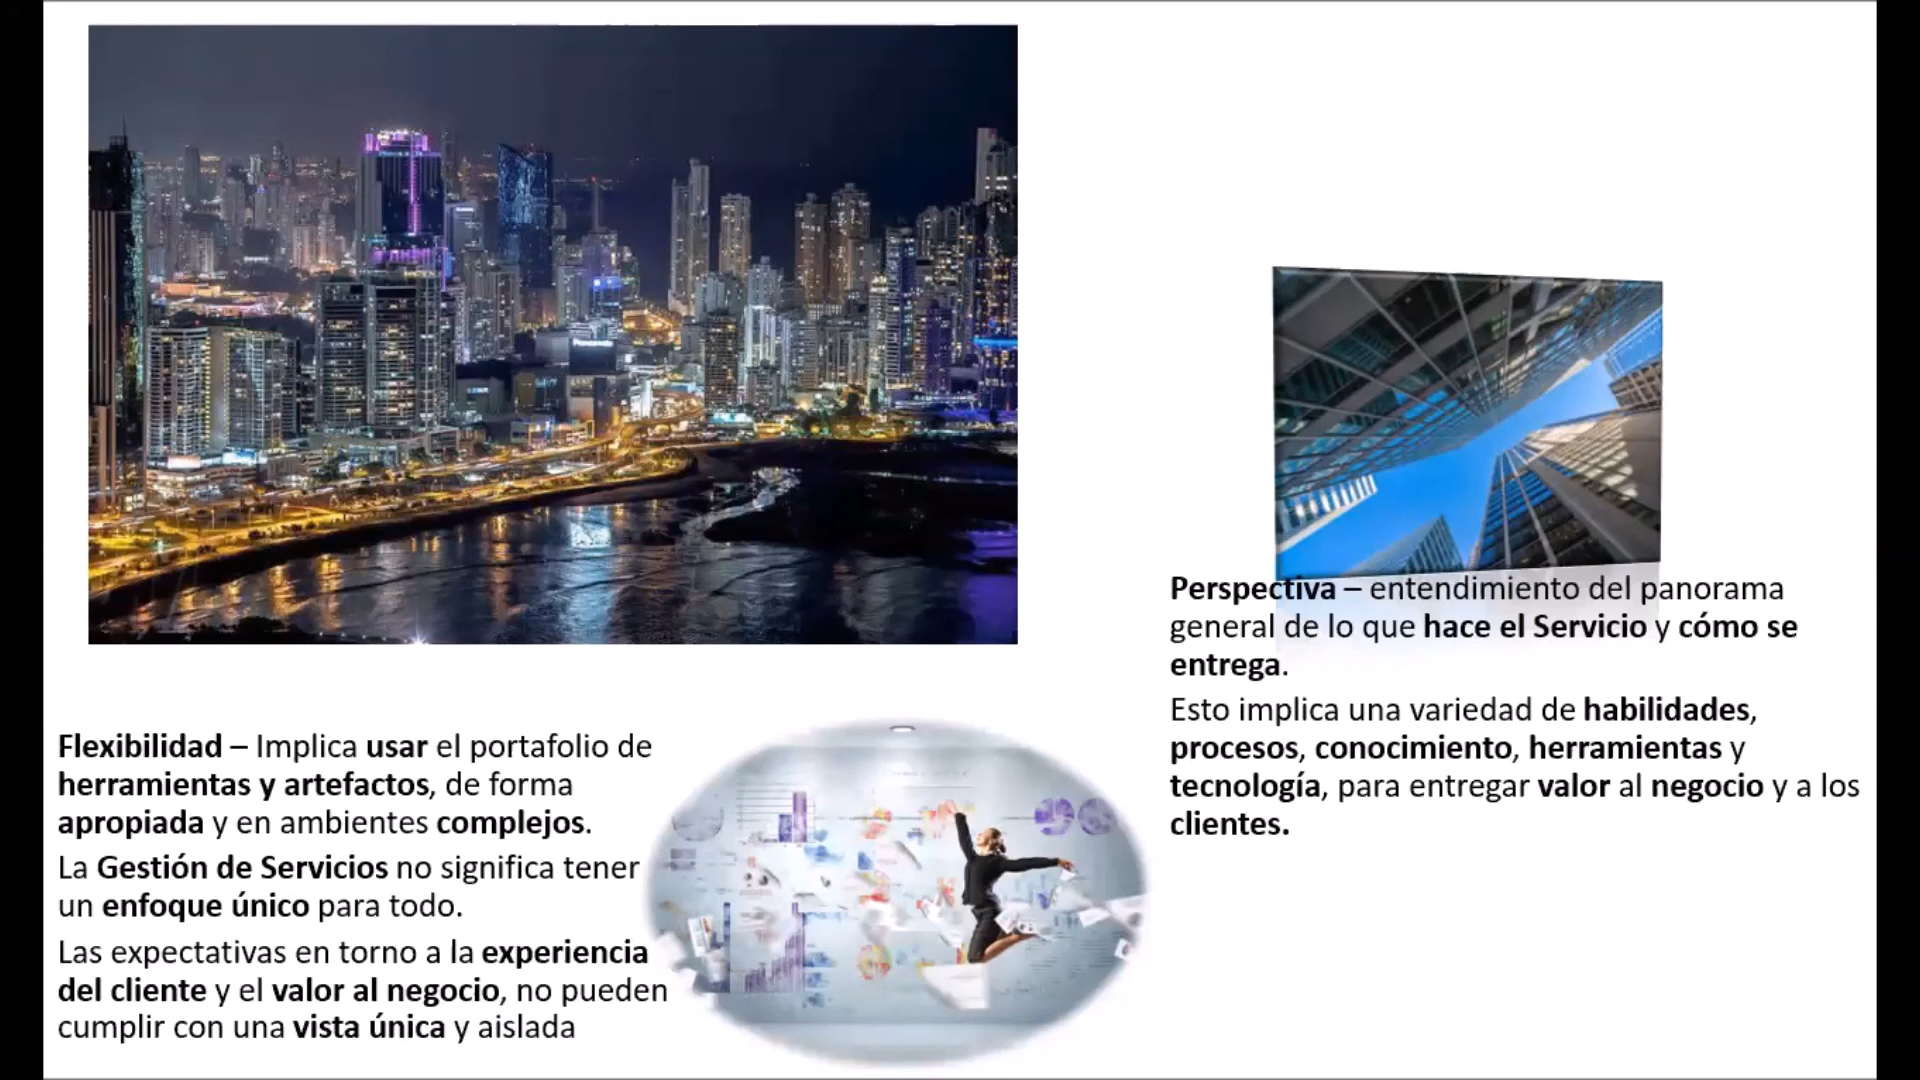 Panasonic
Perspectiva – entendimiento del panorama
general de lo que hace el Servicio y cómo se
entrega.
Esto implica una variedad de habilidades,
procesos, conocimiento, herramientas y
tecnología, para entregar valor al negocio y a los
clientes.
Flexibilidad – Implica usar el portafolio de
herramientas y artefactos, de forma
apropiada y en ambientes complejos.
La Gestión de Servicios no significa tener
un enfoque único para todo.
Las expectativas en torno a la experiencia
del cliente y el valor al negocio, no pueden
cumplir con una vista única y aislada